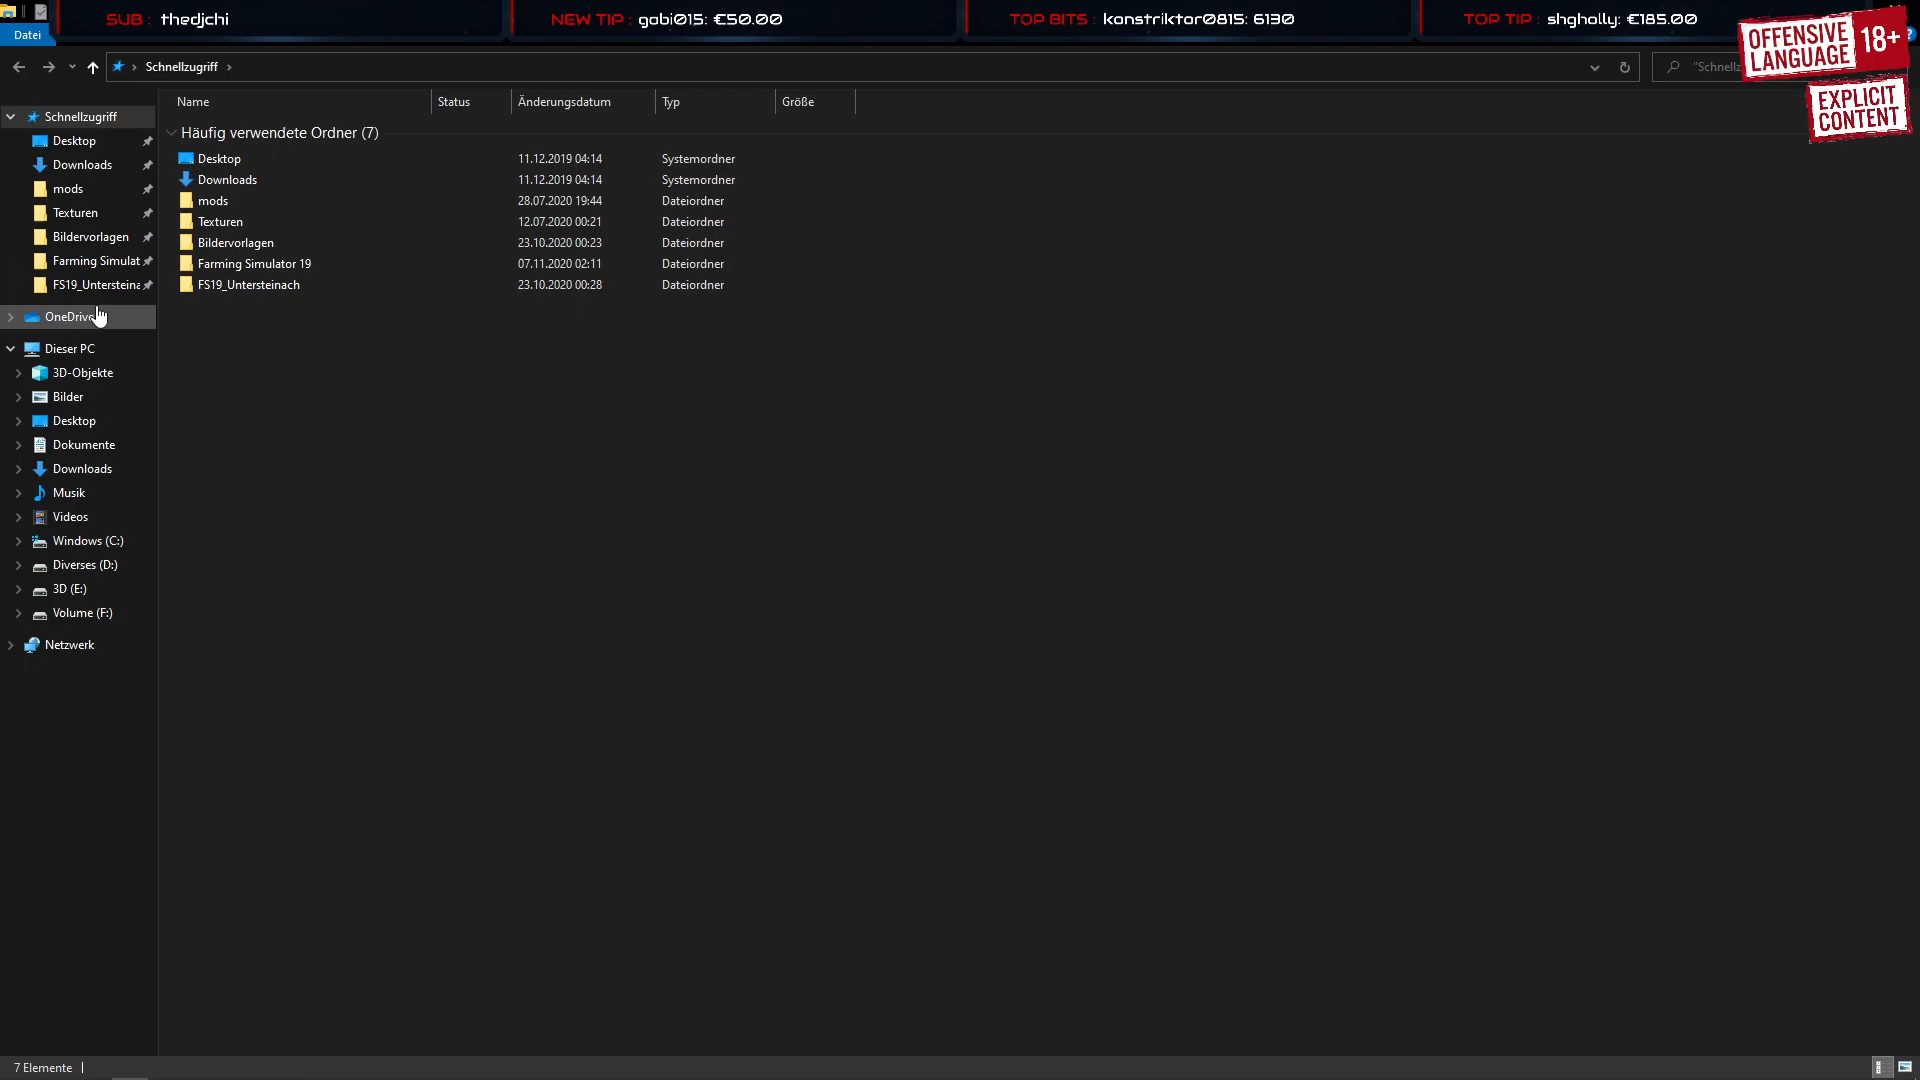 SUB : thedjchi
NEW TIP : gabi015: €50.00
TOP BITS : konstriktor0815: 6130
TOP TIP : shgholly: €185.00
OFFENSIVE LANGUAGE 18+
EXPLICIT CONTENT
Datei
Schnellzugriff
"Schnellz
Name Status Änderungsdatum Typ Größe
Schnellzugriff
Desktop
Downloads
mods
Texturen
Bildervorlagen
Farming Simulat
FS19_Untersteina
OneDrive
Dieser PC
3D-Objekte
Bilder
Desktop
Dokumente
Downloads
Musik
Videos
Windows (C:)
Diverses (D:)
3D (E:)
Volume (F:)
Netzwerk
Häufig verwendete Ordner (7)
Desktop 11.12.2019 04:14 Systemordner
Downloads 11.12.2019 04:14 Systemordner
mods 28.07.2020 19:44 Dateiordner
Texturen 12.07.2020 00:21 Dateiordner
Bildervorlagen 23.10.2020 00:23 Dateiordner
Farming Simulator 19 07.11.2020 02:11 Dateiordner
FS19_Untersteinach 23.10.2020 00:28 Dateiordner
7 Elemente